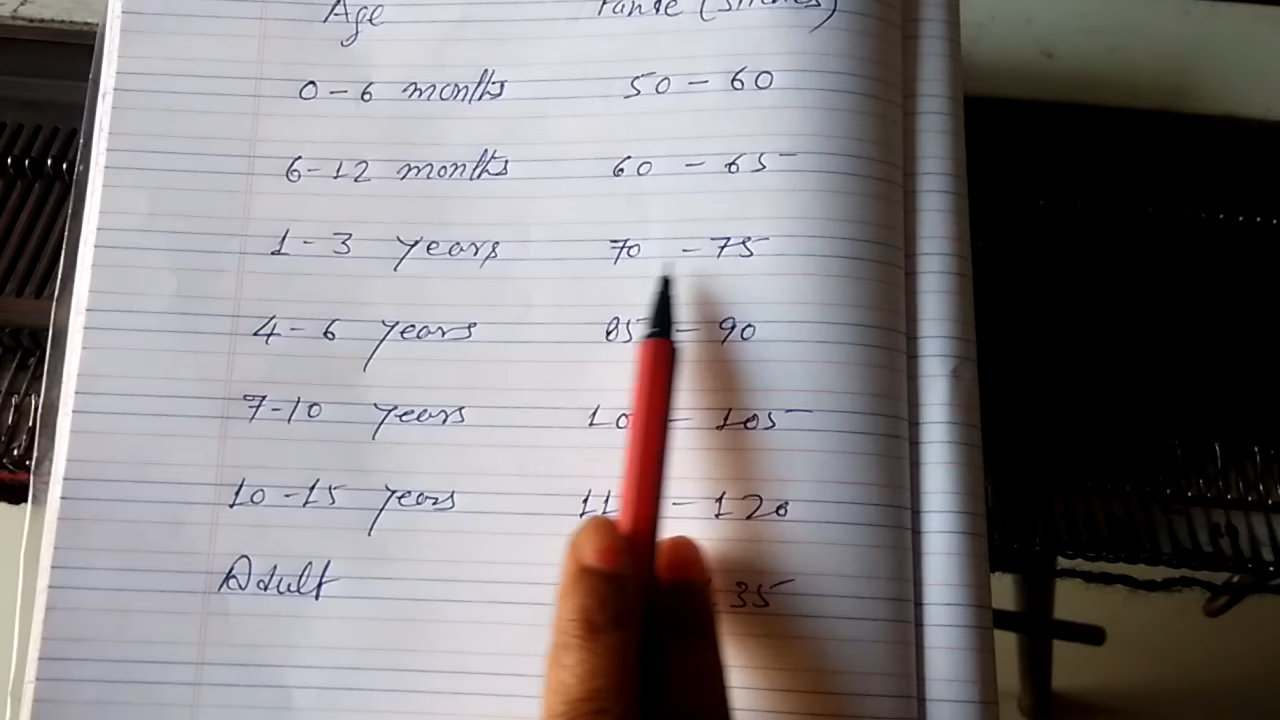 Age
0-6 months 50-60
6-12 months 60-65
1-3 years 70-75
4-6 years 85-90
7-10 years 105
10-15 years 120
Adult 35